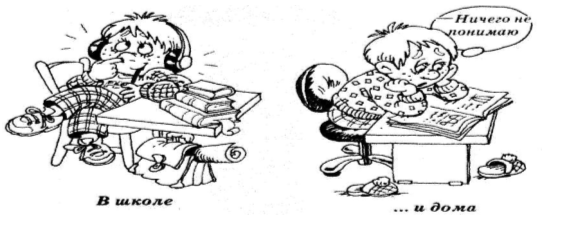 — Ничего не
понимаю
В школе
... и дома